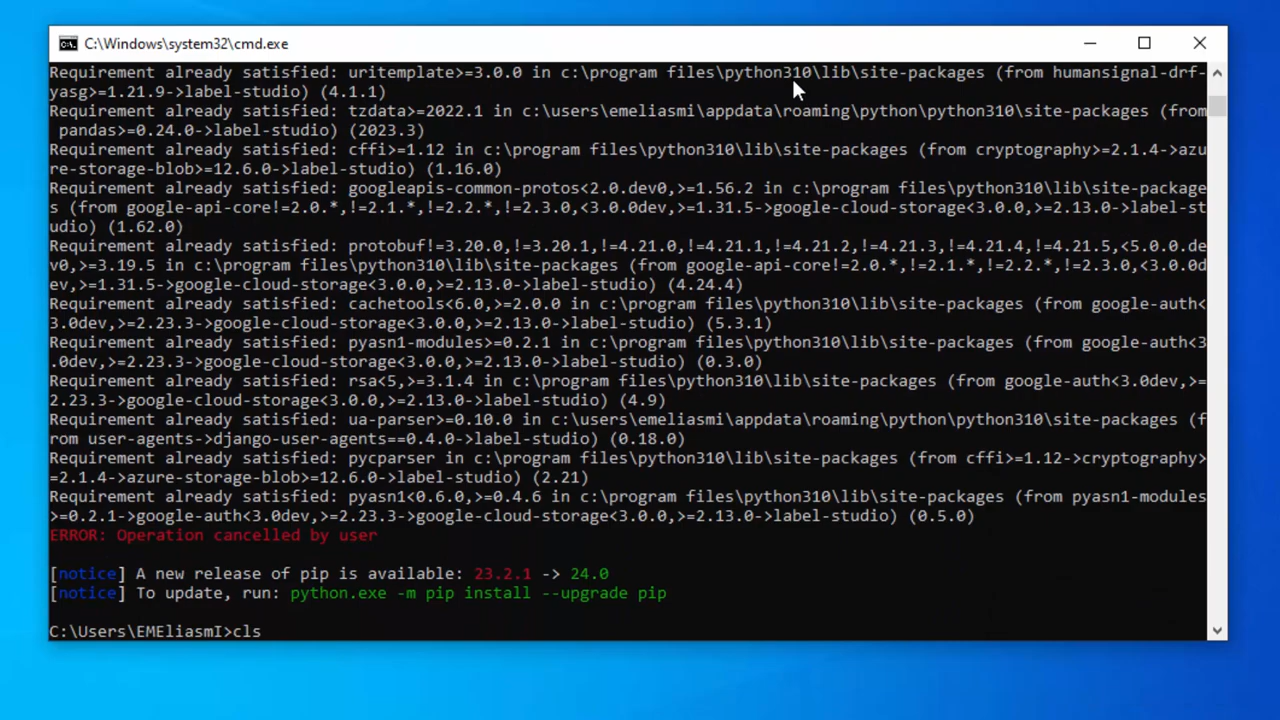 C:\Windows\system32\cmd.exe
Requirement already satisfied: uritemplate>=3.0.0 in c:\program files\python310\lib\site-packages (from humansignal-drf-
yasg>=1.21.9->label-studio) (4.1.1)
Requirement already satisfied: tzdata>=2022.1 in c:\users\emeliasmi\appdata\roaming\python\python310\site-packages (from
 pandas>=0.24.0->label-studio) (2023.3)
Requirement already satisfied: cffi>=1.12 in c:\program files\python310\lib\site-packages (from cryptography>=2.1.4->azu
re-storage-blob>=12.6.0->label-studio) (1.16.0)
Requirement already satisfied: googleapis-common-protos<2.0.dev0,>=1.56.2 in c:\program files\python310\lib\site-package
s (from google-api-core!=2.0.*,!=2.1.*,!=2.2.*,!=2.3.0,<3.0.0dev,>=1.31.5->google-cloud-storage<3.0.0,>=2.13.0->label-st
udio) (1.62.0)
Requirement already satisfied: protobuf!=3.20.0,!=3.20.1,!=4.21.0,!=4.21.1,!=4.21.2,!=4.21.3,!=4.21.4,!=4.21.5,<5.0.0.de
v0,>=3.19.5 in c:\program files\python310\lib\site-packages (from google-api-core!=2.0.*,!=2.1.*,!=2.2.*,!=2.3.0,<3.0.0d
ev,>=1.31.5->google-cloud-storage<3.0.0,>=2.13.0->label-studio) (4.24.4)
Requirement already satisfied: cachetools<6.0,>=2.0.0 in c:\program files\python310\lib\site-packages (from google-auth<
3.0dev,>=2.23.3->google-cloud-storage<3.0.0,>=2.13.0->label-studio) (5.3.1)
Requirement already satisfied: pyasn1-modules>=0.2.1 in c:\program files\python310\lib\site-packages (from google-auth<3
.0dev,>=2.23.3->google-cloud-storage<3.0.0,>=2.13.0->label-studio) (0.3.0)
Requirement already satisfied: rsa<5,>=3.1.4 in c:\program files\python310\lib\site-packages (from google-auth<3.0dev,>=
2.23.3->google-cloud-storage<3.0.0,>=2.13.0->label-studio) (4.9)
Requirement already satisfied: ua-parser>=0.10.0 in c:\users\emeliasmi\appdata\roaming\python\python310\site-packages (f
rom user-agents->django-user-agents==0.4.0->label-studio) (0.18.0)
Requirement already satisfied: pycparser in c:\program files\python310\lib\site-packages (from cffi>=1.12->cryptography>
=2.1.4->azure-storage-blob>=12.6.0->label-studio) (2.21)
Requirement already satisfied: pyasn1<0.6.0,>=0.4.6 in c:\program files\python310\lib\site-packages (from pyasn1-modules
>=0.2.1->google-auth<3.0dev,>=2.23.3->google-cloud-storage<3.0.0,>=2.13.0->label-studio) (0.5.0)
ERROR: Operation cancelled by user
[notice] A new release of pip is available: 23.2.1 -> 24.0
[notice] To update, run: python.exe -m pip install --upgrade pip
C:\Users\EMEliasmI>cls